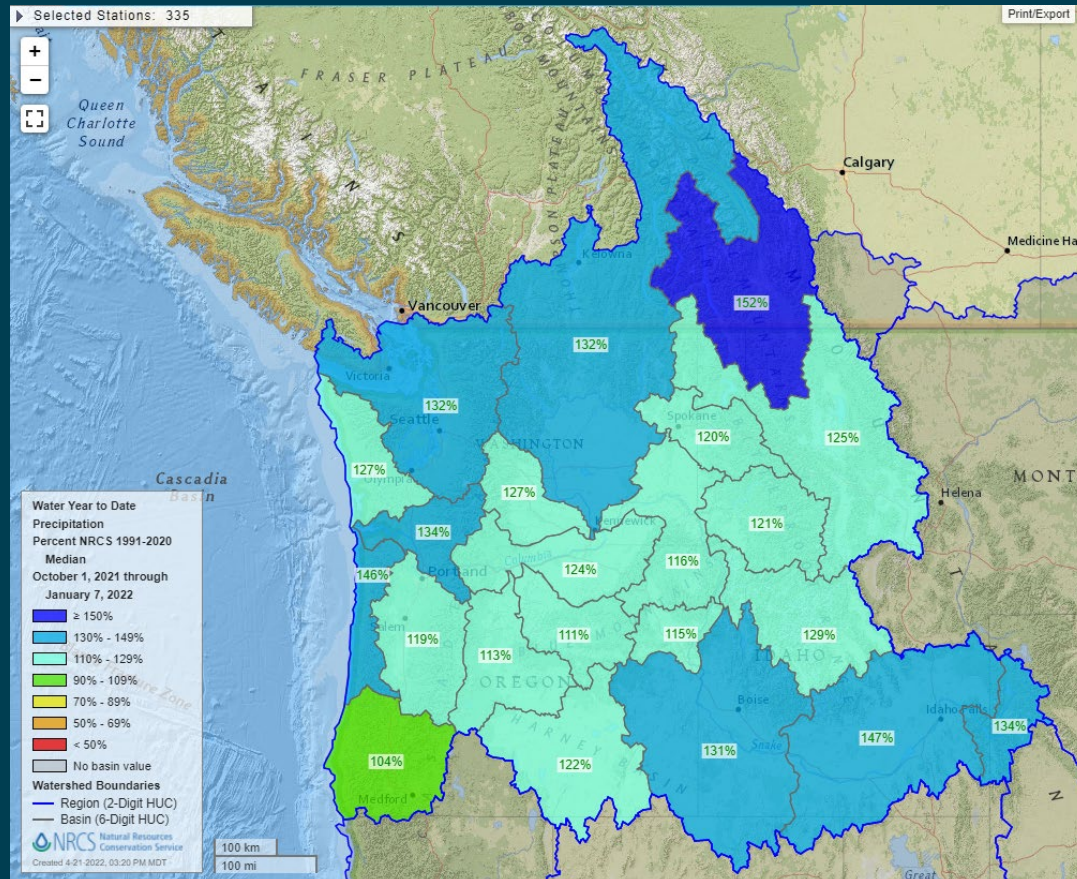 Selected Stations: 335
Print/Export
+
−
FRASER PLATEAU
Queen
Charlotte
Sound
Calgary
Medicine Ha
Kelowna
Vancouver
152%
132%
Victoria
132%
Seattle
Spokane
120%
125%
WASHINGTON
127%
Olympia
127%
Cascadia
Basin
Helena
MONT
121%
134%
Kennewick
Columbia
146%
Portland
124%
116%
Salem
119%
113%
111%
115%
129%
OREGON
IDAHO
HARNEY
BASIN
Boise
Idaho Falls
134%
104%
122%
131%
Snake
147%
Medford
Great
Water Year to Date
Precipitation
Percent NRCS 1991-2020
Median
October 1, 2021 through
January 7, 2022
≥ 150%
130% - 149%
110% - 129%
90% - 109%
70% - 89%
50% - 69%
< 50%
No basin value
Watershed Boundaries
Region (2-Digit HUC)
Basin (6-Digit HUC)
NRCS Natural Resources
Conservation Service
Created 4-21-2022, 03:20 PM MDT
100 km
100 mi